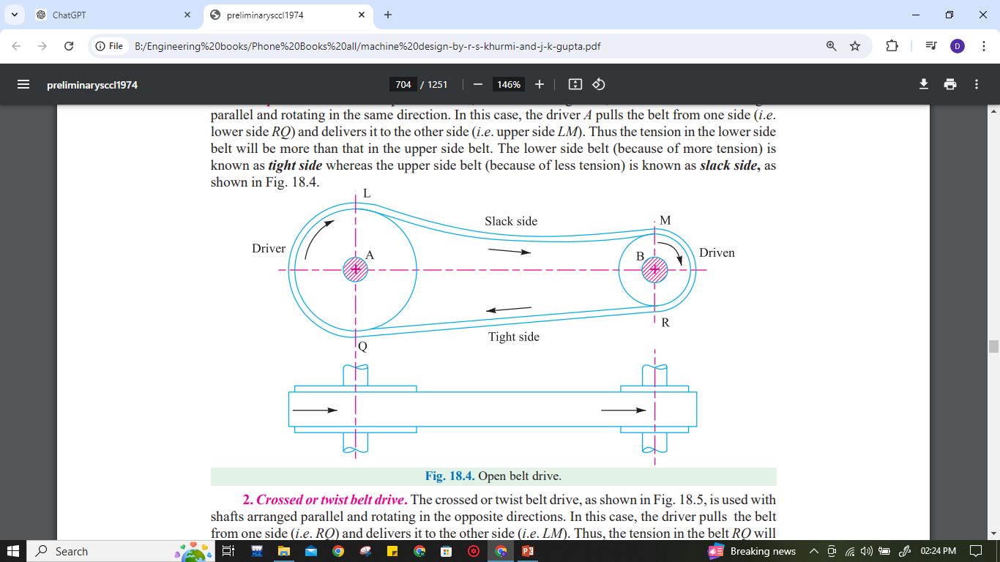 ChatGPT
preliminarysccl1974
File
B:/Engineering%20books/Phone%20Books%20all/machine%20design-by-r-s-khurmi-and-j-k-gupta.pdf
D
preliminarysccl1974
704 / 1251
146%
parallel and rotating in the same direction. In this case, the driver A pulls the belt from one side (i.e.
lower side RQ) and delivers it to the other side (i.e. upper side LM). Thus the tension in the lower side
belt will be more than that in the upper side belt. The lower side belt (because of more tension) is
known as tight side whereas the upper side belt (because of less tension) is known as slack side, as
shown in Fig. 18.4.
L
Slack side
M
Driver
A
B
Driven
R
Tight side
Q
Fig. 18.4. Open belt drive.
2. Crossed or twist belt drive. The crossed or twist belt drive, as shown in Fig. 18.5, is used with
shafts arranged parallel and rotating in the opposite directions. In this case, the driver pulls the belt
from one side (i.e. RQ) and delivers it to the other side (i.e. LM). Thus, the tension in the belt RQ will
Search
Breaking news
02:24 PM